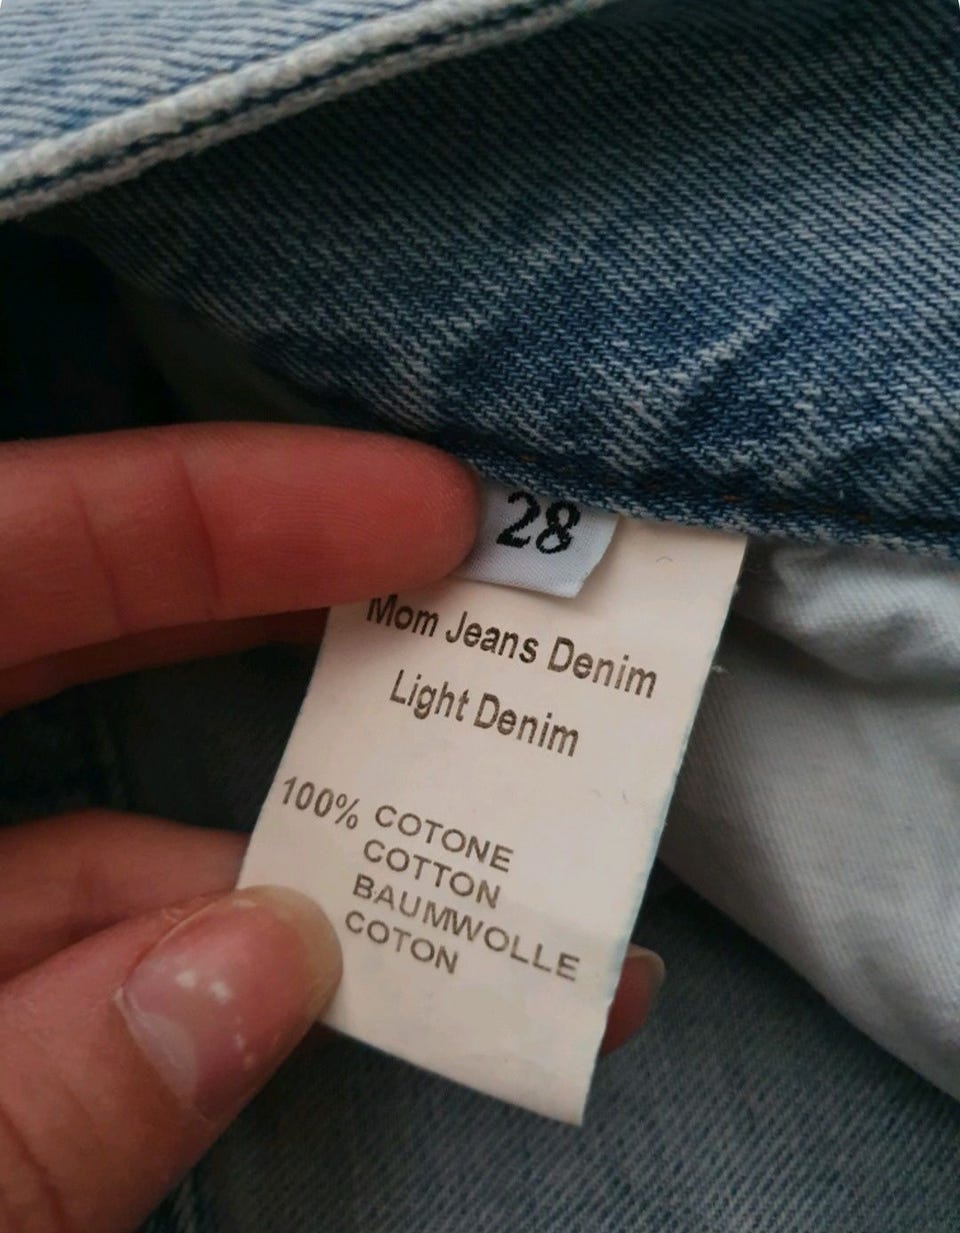 28
Mom Jeans Denim
Light Denim
100% COTONE
COTTON
BAUMWOLLE
COTON